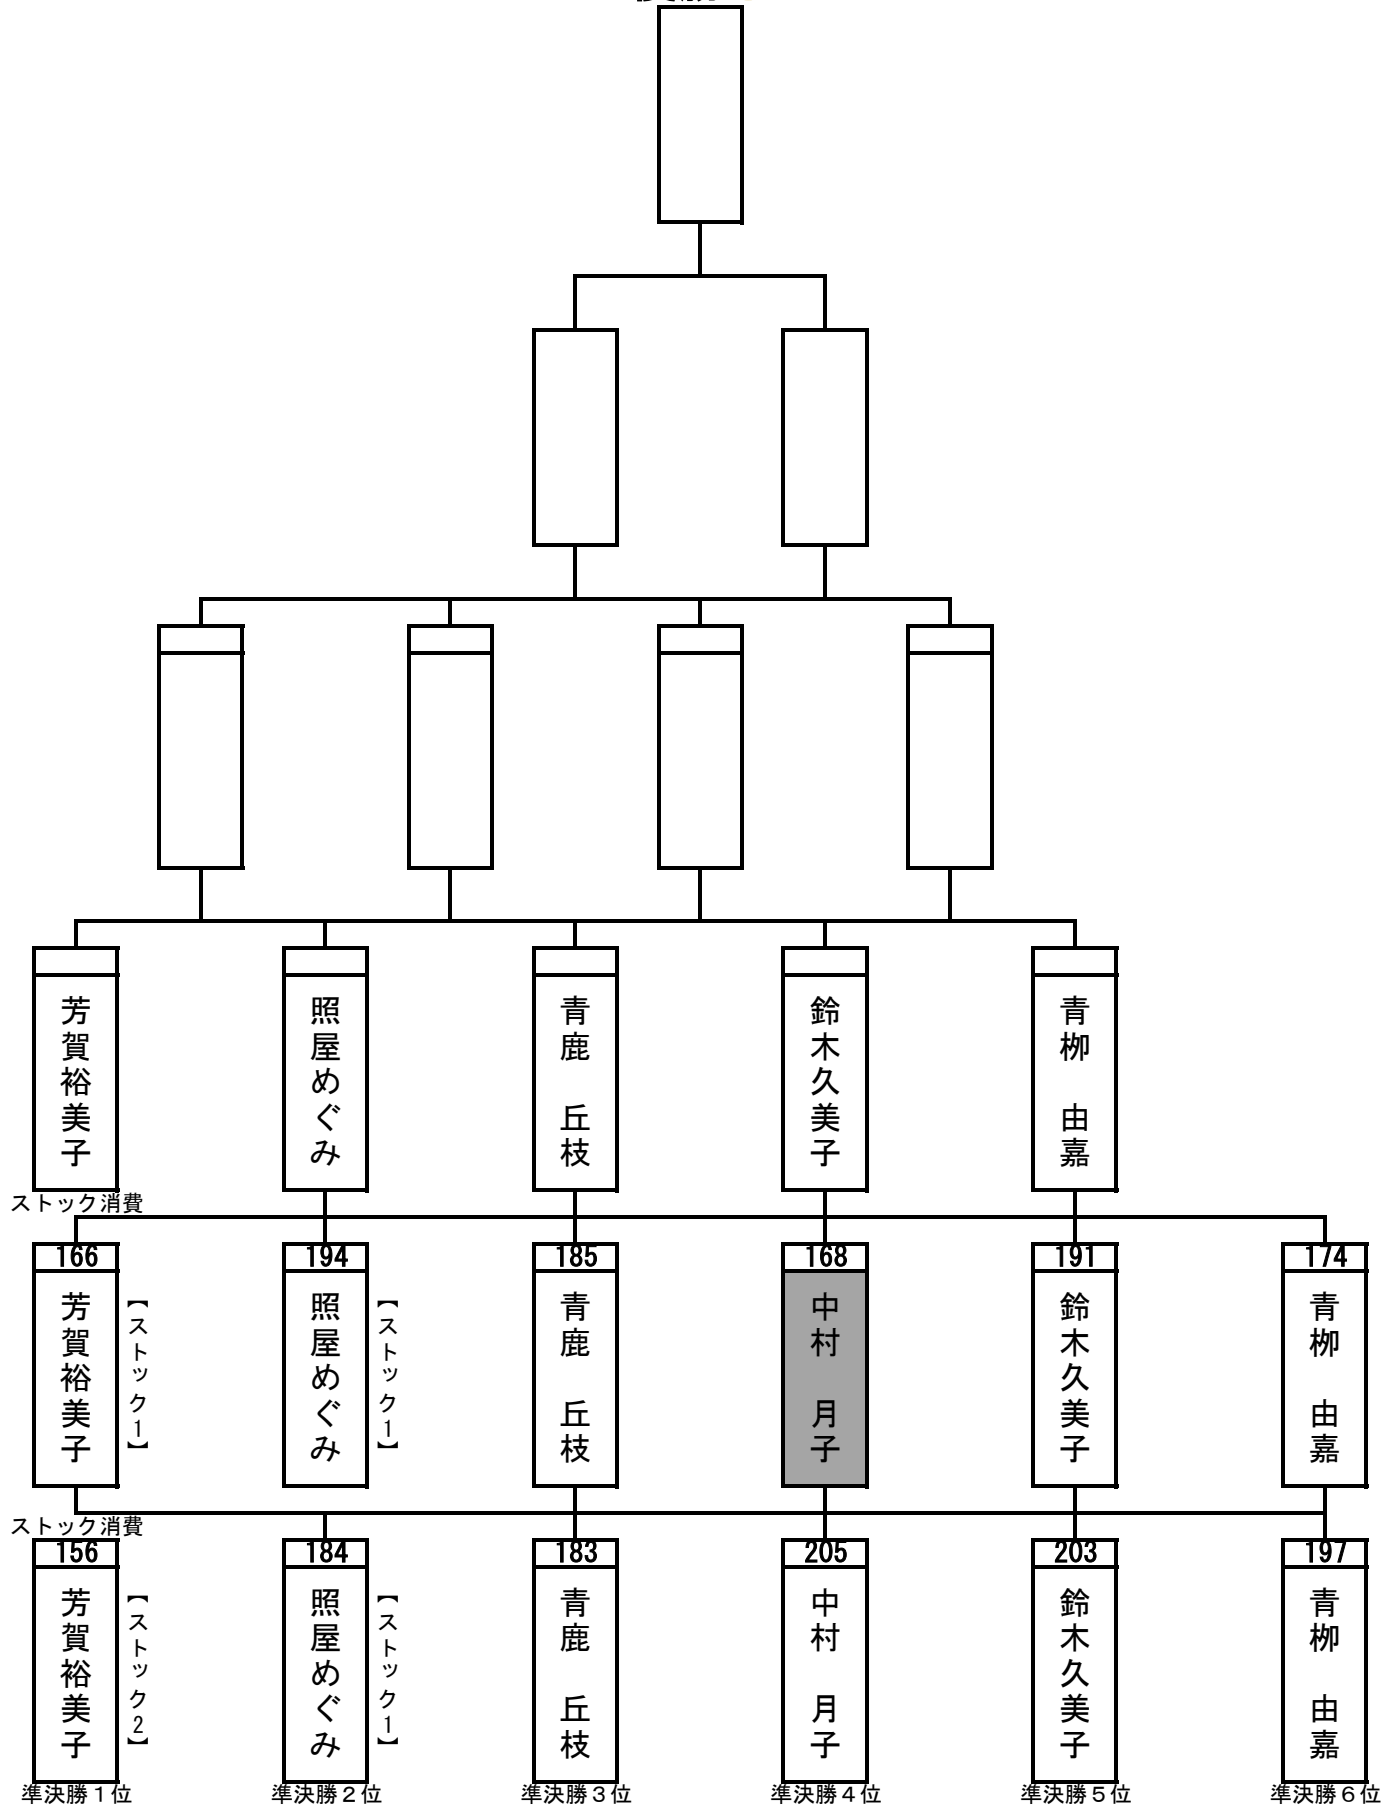 芳賀裕美子
照屋めぐみ
青鹿　丘枝
鈴木久美子
青栁　由嘉
ストック消費
166
194
185
168
191
174
芳賀裕美子
【ストック1】
照屋めぐみ
【ストック1】
青鹿　丘枝
中村　月子
鈴木久美子
青栁　由嘉
ストック消費
156
184
183
205
203
197
芳賀裕美子
【ストック2】
照屋めぐみ
【ストック1】
青鹿　丘枝
中村　月子
鈴木久美子
青栁　由嘉
準決勝１位
準決勝２位
準決勝３位
準決勝４位
準決勝５位
準決勝６位